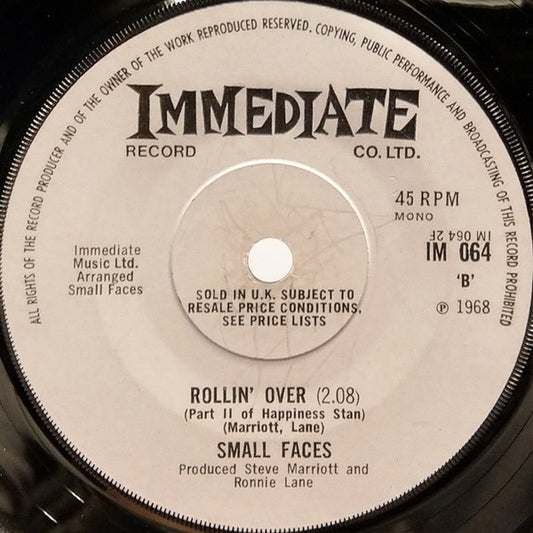 ALL RIGHTS OF THE RECORD PRODUCER AND OF THE OWNER OF THE WORK REPRODUCED RESERVED. COPYING, PUBLIC PERFORMANCE AND BROADCASTING OF THIS RECORD PROHIBITED
IMMEDIATE
RECORD CO. LTD.
45 RPM
MONO
IM 064 2F
IM 064
'B'
℗ 1968
Immediate
Music Ltd.
Arranged
Small Faces
SOLD IN U.K. SUBJECT TO
RESALE PRICE CONDITIONS,
SEE PRICE LISTS
ROLLIN' OVER (2.08)
(Part II of Happiness Stan)
(Marriott, Lane)
SMALL FACES
Produced Steve Marriott and
Ronnie Lane